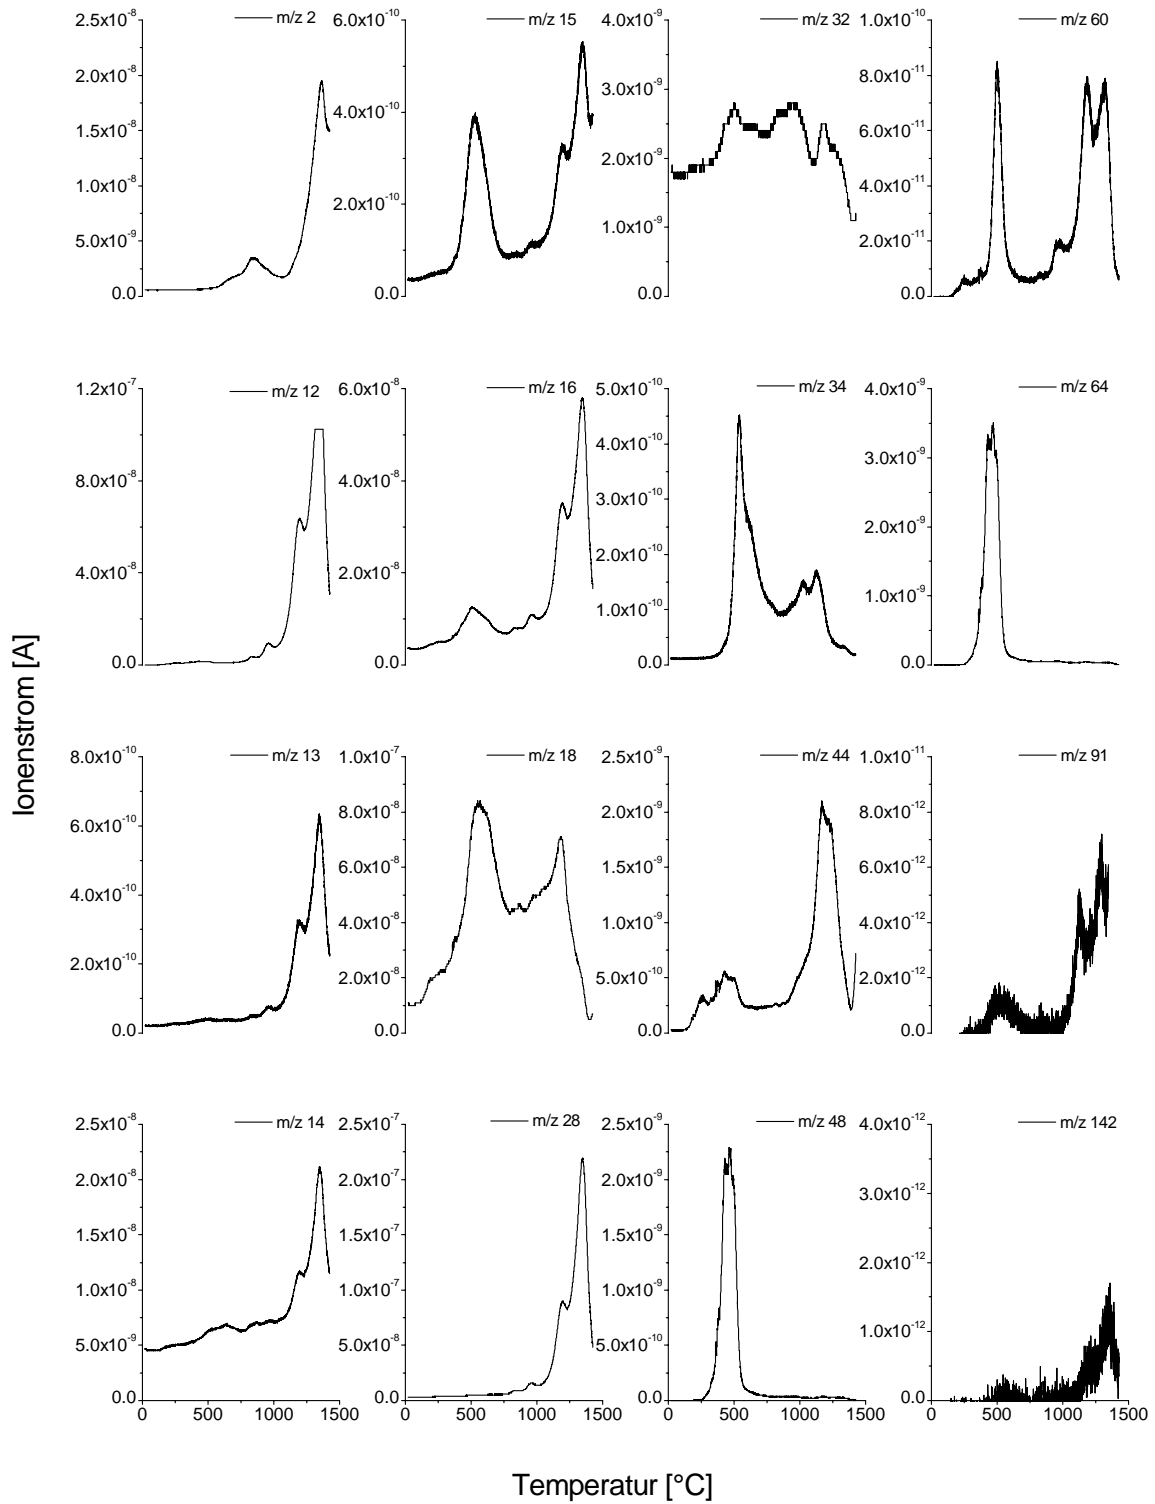 m/z 2
2.5x10⁻⁸
2.0x10⁻⁸
1.5x10⁻⁸
1.0x10⁻⁸
5.0x10⁻⁹
0.0
m/z 15
6.0x10⁻¹⁰
4.0x10⁻¹⁰
2.0x10⁻¹⁰
0.0
m/z 32
4.0x10⁻⁹
3.0x10⁻⁹
2.0x10⁻⁹
1.0x10⁻⁹
0.0
m/z 60
1.0x10⁻¹⁰
8.0x10⁻¹¹
6.0x10⁻¹¹
4.0x10⁻¹¹
2.0x10⁻¹¹
0.0
m/z 12
1.2x10⁻⁷
8.0x10⁻⁸
4.0x10⁻⁸
0.0
m/z 16
6.0x10⁻⁸
4.0x10⁻⁸
2.0x10⁻⁸
0.0
m/z 34
5.0x10⁻¹⁰
4.0x10⁻¹⁰
3.0x10⁻¹⁰
2.0x10⁻¹⁰
1.0x10⁻¹⁰
0.0
m/z 64
4.0x10⁻⁹
3.0x10⁻⁹
2.0x10⁻⁹
1.0x10⁻⁹
0.0
Ionenstrom [A]
m/z 13
8.0x10⁻¹⁰
6.0x10⁻¹⁰
4.0x10⁻¹⁰
2.0x10⁻¹⁰
0.0
m/z 18
1.0x10⁻⁷
8.0x10⁻⁸
6.0x10⁻⁸
4.0x10⁻⁸
2.0x10⁻⁸
0.0
m/z 44
2.5x10⁻⁹
2.0x10⁻⁹
1.5x10⁻⁹
1.0x10⁻⁹
5.0x10⁻¹⁰
0.0
m/z 91
1.0x10⁻¹¹
8.0x10⁻¹²
6.0x10⁻¹²
4.0x10⁻¹²
2.0x10⁻¹²
0.0
m/z 14
2.5x10⁻⁸
2.0x10⁻⁸
1.5x10⁻⁸
1.0x10⁻⁸
5.0x10⁻⁹
0.0
0 500 1000 1500
m/z 28
2.5x10⁻⁷
2.0x10⁻⁷
1.5x10⁻⁷
1.0x10⁻⁷
5.0x10⁻⁸
0.0
0 500 1000 1500
m/z 48
2.5x10⁻⁹
2.0x10⁻⁹
1.5x10⁻⁹
1.0x10⁻⁹
5.0x10⁻¹⁰
0.0
0 500 1000 1500
m/z 142
4.0x10⁻¹²
3.0x10⁻¹²
2.0x10⁻¹²
1.0x10⁻¹²
0.0
0 500 1000 1500
Temperatur [°C]